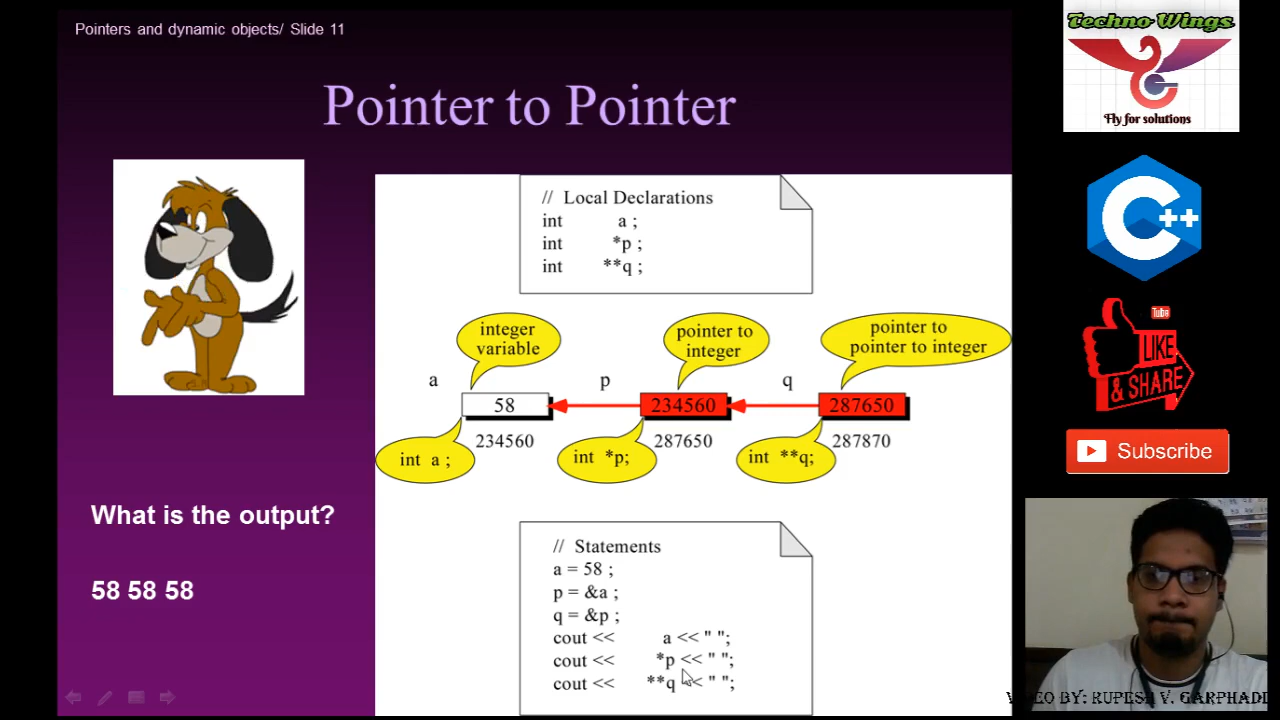 Pointers and dynamic objects/ Slide 11
Pointer to Pointer
// Local Declarations
int a ;
int *p ;
int **q ;
integer
variable
pointer to
integer
pointer to
pointer to integer
a p q
58 234560 287650
234560 287650 287870
int a ;
int *p;
int **q;
What is the output?
58 58 58
// Statements
a = 58 ;
p = &a ;
q = &p ;
cout << a << " ";
cout << *p << " ";
cout << **q << " ";
Techno Wings
Fly for solutions
C++
Tube
LIKE
& SHARE
Subscribe
VIDEO BY: RUPESH V. GARPHADE